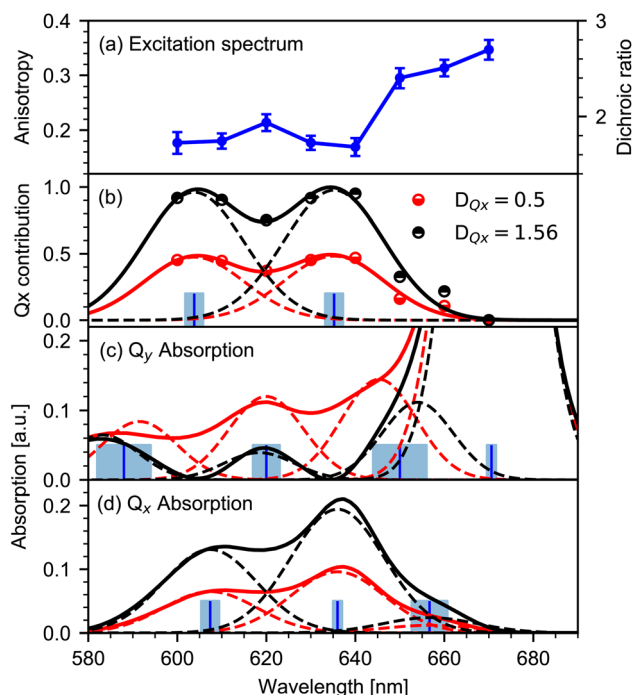 (a) Excitation spectrum
Anisotropy
0.4
0.3
0.2
Dichroic ratio
3
2
(b)
Qx contribution
1.0
0.5
0.0
D_Qx = 0.5
D_Qx = 1.56
(c) Q_y Absorption
0.2
0.1
0.0
Absorption [a.u.]
(d) Q_x Absorption
0.2
0.1
0.0
580 600 620 640 660 680
Wavelength [nm]